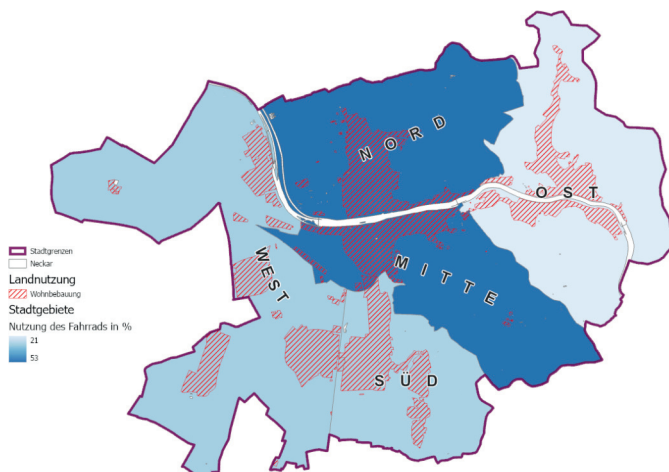 NORD
OST
WEST
MITTE
SÜD
Stadtgrenzen
Neckar
Landnutzung
Wohnbebauung
Stadtgebiete
Nutzung des Fahrrads in %
21
53